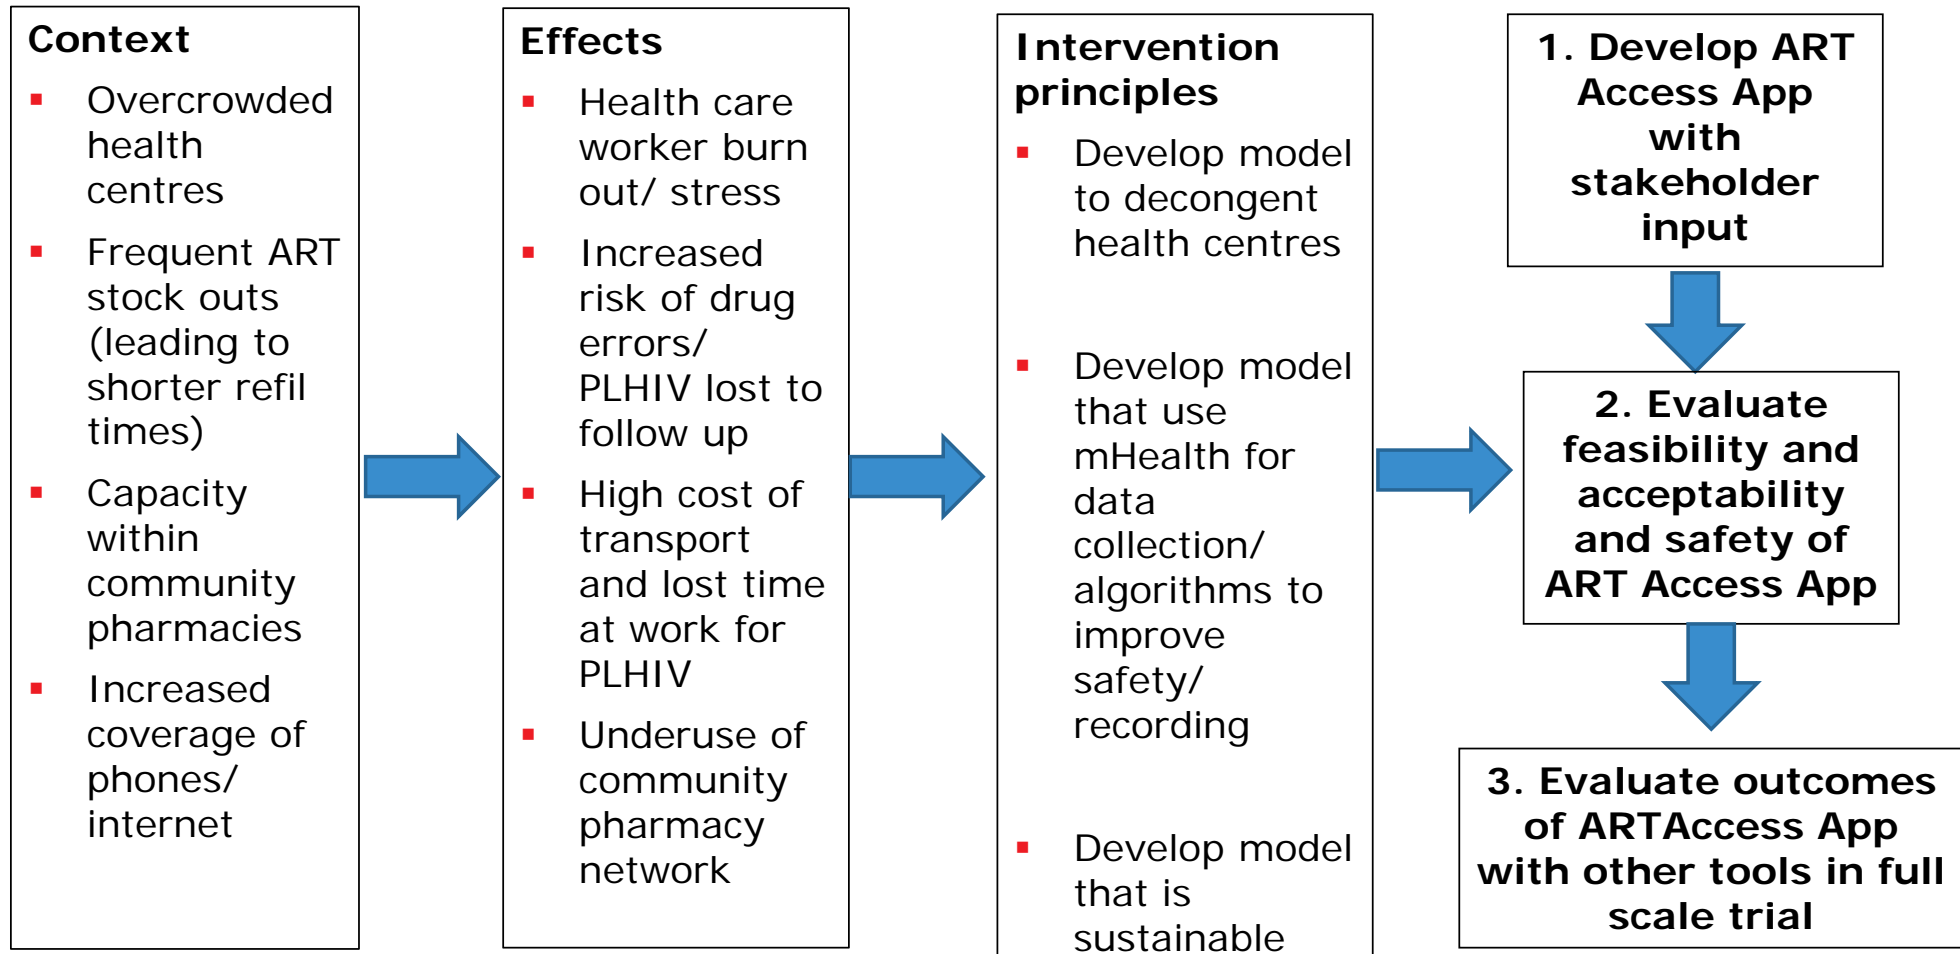 Context
▪ Overcrowded
health
centres
▪ Frequent ART
stock outs
(leading to
shorter refil
times)
▪ Capacity
within
community
pharmacies
▪ Increased
coverage of
phones/
internet
Effects
▪ Health care
worker burn
out/ stress
▪ Increased
risk of drug
errors/
PLHIV lost to
follow up
▪ High cost of
transport
and lost time
at work for
PLHIV
▪ Underuse of
community
pharmacy
network
Intervention
principles
▪ Develop model
to decongent
health centres
▪ Develop model
that use
mHealth for
data
collection/
algorithms to
improve
safety/
recording
▪ Develop model
that is
sustainable
1. Develop ART
Access App
with
stakeholder
input
2. Evaluate
feasibility and
acceptability
and safety of
ART Access App
3. Evaluate outcomes
of ARTAccess App
with other tools in full
scale trial